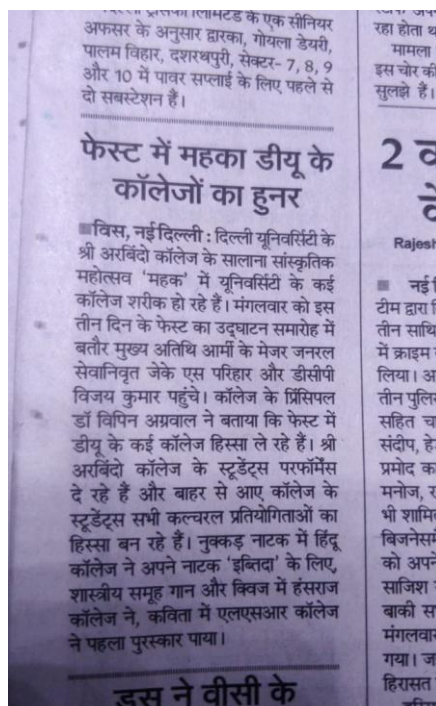 के एक सीनियर
अफसर के अनुसार द्वारका, गोयला डेयरी,
पालम विहार, दशरथपुरी, सेक्टर- 7, 8, 9
और 10 में पावर सप्लाई के लिए पहले से
दो सबस्टेशन हैं।
फेस्ट में महका डीयू के
कॉलेजों का हुनर
■विस, नई दिल्ली : दिल्ली यूनिवर्सिटी के
श्री अरबिंदो कॉलेज के सालाना सांस्कृतिक
महोत्सव 'महक' में यूनिवर्सिटी के कई
कॉलेज शरीक हो रहे हैं। मंगलवार को इस
तीन दिन के फेस्ट का उद्घाटन समारोह में
बतौर मुख्य अतिथि आर्मी के मेजर जनरल
सेवानिवृत जेके एस परिहार और डीसीपी
विजय कुमार पहुंचे। कॉलेज के प्रिंसिपल
डॉ विपिन अग्रवाल ने बताया कि फेस्ट में
डीयू के कई कॉलेज हिस्सा ले रहे हैं। श्री
अरबिंदो कॉलेज के स्टूडेंट्स परफॉर्मेंस
दे रहे हैं और बाहर से आए कॉलेज के
स्टूडेंट्स सभी कल्चरल प्रतियोगिताओं का
हिस्सा बन रहे हैं। नुक्कड़ नाटक में हिंदू
कॉलेज ने अपने नाटक 'इब्तिदा' के लिए,
शास्त्रीय समूह गान और क्विज में हंसराज
कॉलेज ने, कविता में एलएसआर कॉलेज
ने पहला पुरस्कार पाया।
डूसू ने वीसी के
रहा होता
मामला
इस चोर की
सुलझे हैं।
2
Rajesh
■ नई
टीम द्वारा
तीन
में क्राइम
लिया।
तीन
सहित
संदीप,
प्रमोद
मनोज,
भी
को अपने
साजिश
बाकी
मंगलवार
गया।
हिरासत